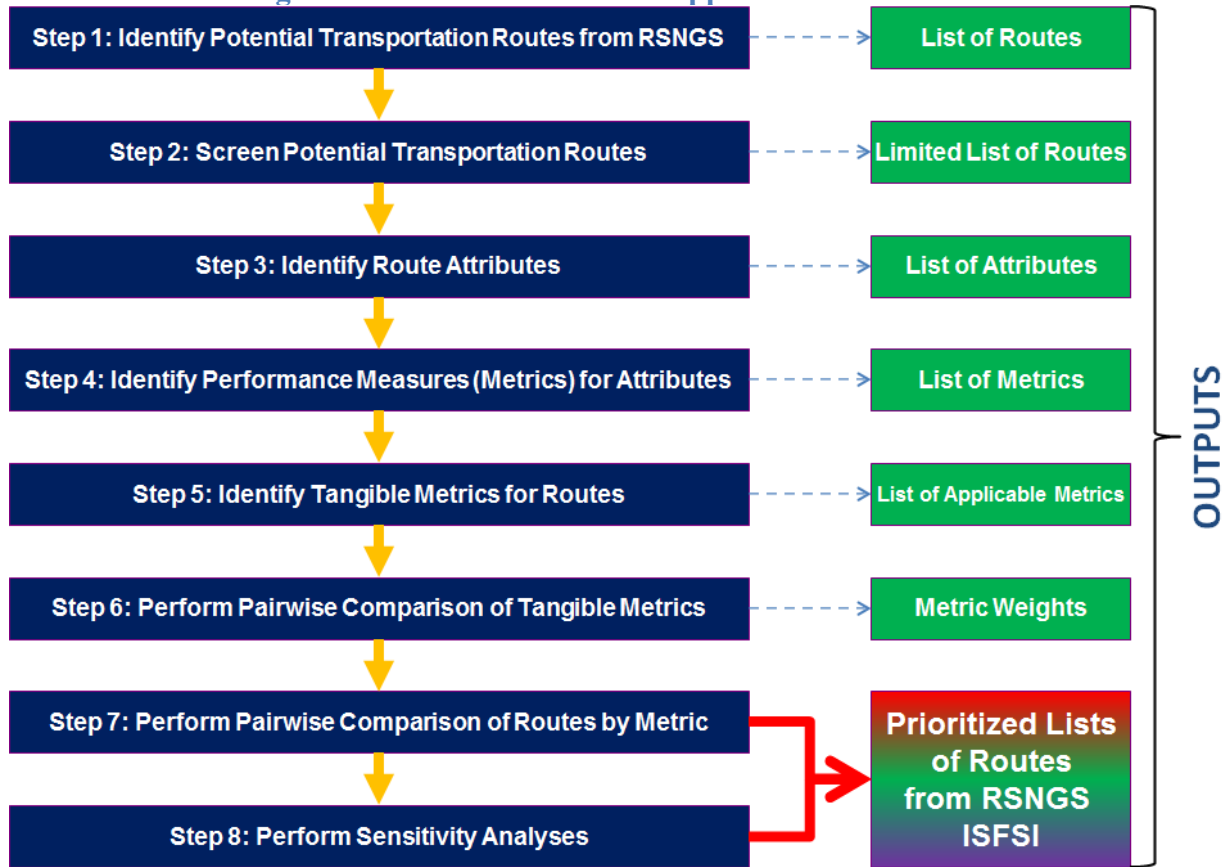 Step 1: Identify Potential Transportation Routes from RSNGS
List of Routes
Step 2: Screen Potential Transportation Routes
Limited List of Routes
Step 3: Identify Route Attributes
List of Attributes
Step 4: Identify Performance Measures (Metrics) for Attributes
List of Metrics
Step 5: Identify Tangible Metrics for Routes
List of Applicable Metrics
Step 6: Perform Pairwise Comparison of Tangible Metrics
Metric Weights
Step 7: Perform Pairwise Comparison of Routes by Metric
Step 8: Perform Sensitivity Analyses
Prioritized Lists
of Routes
from RSNGS
ISFSI
OUTPUTS